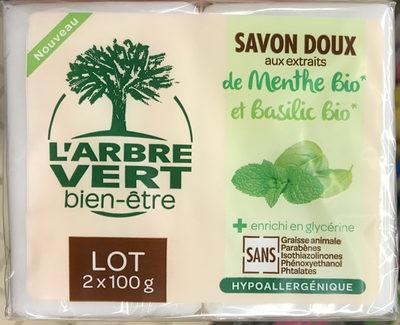 Nouveau
L'ARBRE
VERT
bien-être
LOT
2 x 100 g
SAVON DOUX
aux extraits
de Menthe Bio*
et Basilic Bio*
+ enrichi en glycérine
SANS
Graisse animale
Parabènes
Isothiazolinones
Phénoxyethanol
Phtalates
HYPOALLERGÉNIQUE